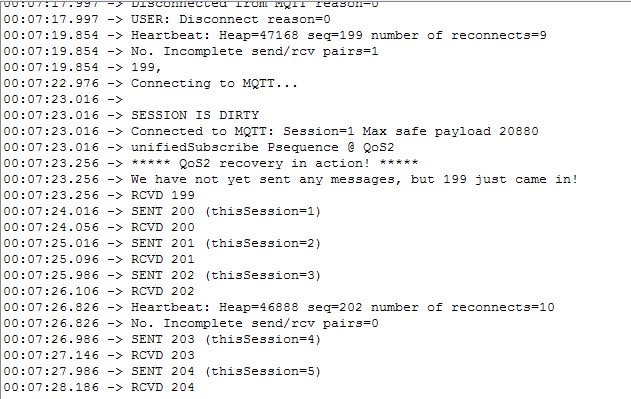 00:07:17.997 -> Disconnected from MQTT reason=0
00:07:17.997 -> USER: Disconnect reason=0
00:07:19.854 -> Heartbeat: Heap=47168 seq=199 number of reconnects=9
00:07:19.854 -> No. Incomplete send/rcv pairs=1
00:07:19.854 -> 199,
00:07:22.976 -> Connecting to MQTT...
00:07:23.016 ->
00:07:23.016 -> SESSION IS DIRTY
00:07:23.016 -> Connected to MQTT: Session=1 Max safe payload 20880
00:07:23.016 -> unifiedSubscribe Psequence @ QoS2
00:07:23.256 -> ***** QoS2 recovery in action! *****
00:07:23.256 -> We have not yet sent any messages, but 199 just came in!
00:07:23.256 -> RCVD 199
00:07:24.016 -> SENT 200 (thisSession=1)
00:07:24.056 -> RCVD 200
00:07:25.016 -> SENT 201 (thisSession=2)
00:07:25.096 -> RCVD 201
00:07:25.986 -> SENT 202 (thisSession=3)
00:07:26.106 -> RCVD 202
00:07:26.826 -> Heartbeat: Heap=46888 seq=202 number of reconnects=10
00:07:26.826 -> No. Incomplete send/rcv pairs=0
00:07:26.986 -> SENT 203 (thisSession=4)
00:07:27.146 -> RCVD 203
00:07:27.986 -> SENT 204 (thisSession=5)
00:07:28.186 -> RCVD 204